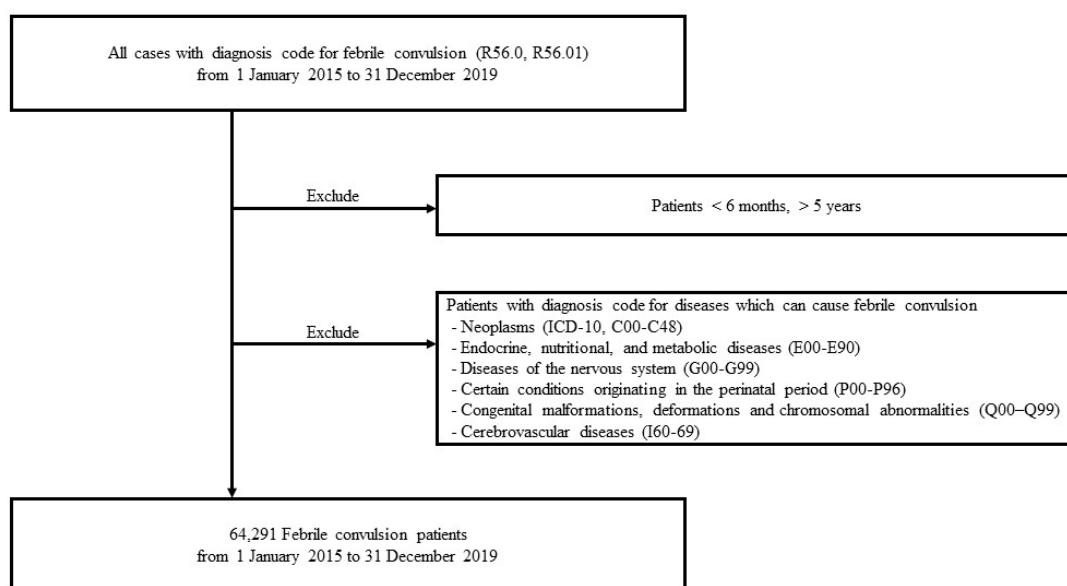 All cases with diagnosis code for febrile convulsion (R56.0, R56.01)
from 1 January 2015 to 31 December 2019
Exclude
Patients < 6 months, > 5 years
Patients with diagnosis code for diseases which can cause febrile convulsion
- Neoplasms (ICD-10, C00-C48)
- Endocrine, nutritional, and metabolic diseases (E00-E90)
- Diseases of the nervous system (G00-G99)
- Certain conditions originating in the perinatal period (P00-P96)
- Congenital malformations, deformations and chromosomal abnormalities (Q00–Q99)
- Cerebrovascular diseases (I60-69)
Exclude
64,291 Febrile convulsion patients
from 1 January 2015 to 31 December 2019